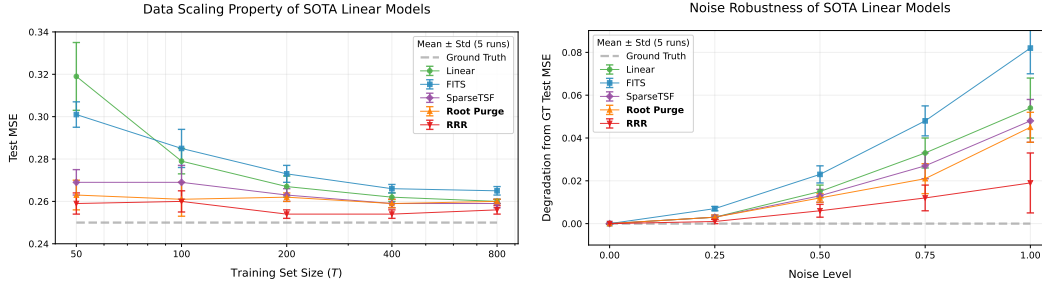 Data Scaling Property of SOTA Linear Models
Test MSE
0.34
0.32
0.30
0.28
0.26
0.24
Mean ± Std (5 runs)
Ground Truth
Linear
FITS
SparseTSF
Root Purge
RRR
50
100
200
400
800
Training Set Size (T)
Noise Robustness of SOTA Linear Models
Degradation from GT Test MSE
0.08
0.06
0.04
0.02
0.00
Mean ± Std (5 runs)
Ground Truth
Linear
FITS
SparseTSF
Root Purge
RRR
0.00
0.25
0.50
0.75
1.00
Noise Level